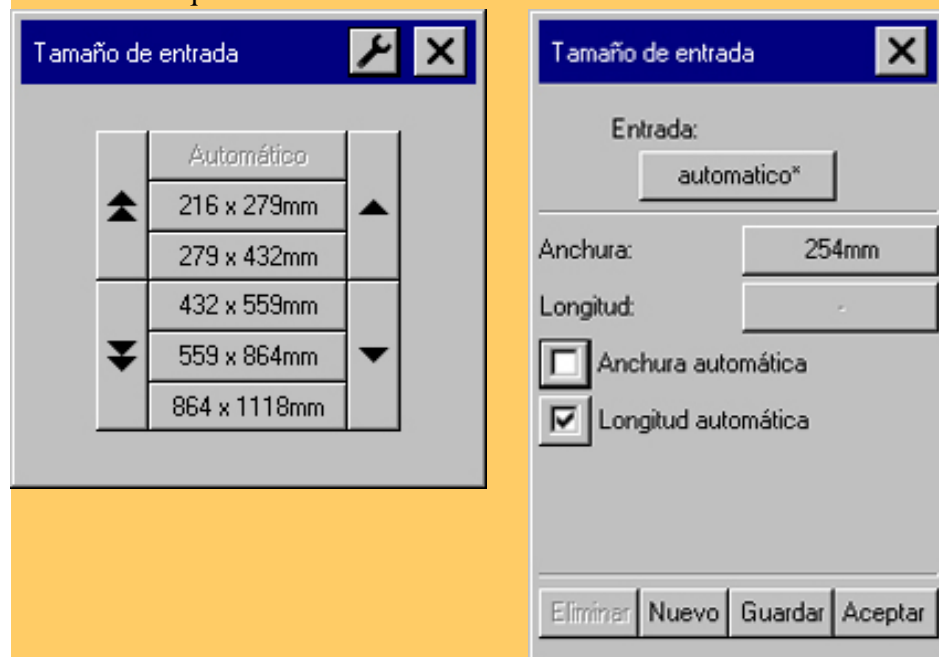 Tamaño de entrada
Automático
216 x 279mm
279 x 432mm
432 x 559mm
559 x 864mm
864 x 1118mm
Tamaño de entrada
Entrada:
automatico*
Anchura: 254mm
Longitud: -
Anchura automática
Longitud automática
Eliminar Nuevo Guardar Aceptar